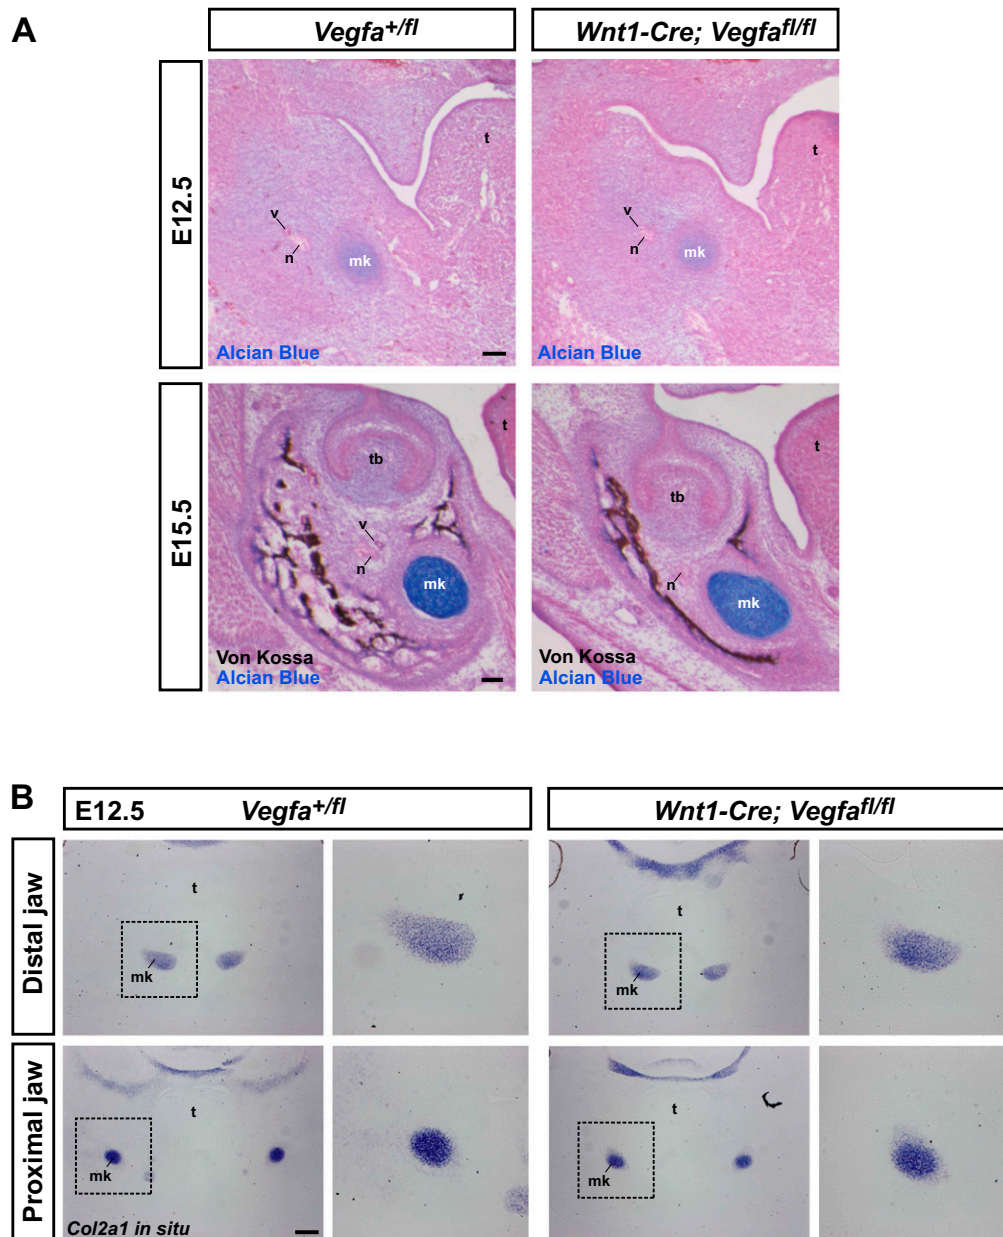 A
Vegfa+/fl
Wnt1-Cre; Vegfafl/fl
E12.5
t
v
n
mk
Alcian Blue
t
v
n
mk
Alcian Blue
E15.5
t
tb
v
n
mk
Von Kossa
Alcian Blue
t
tb
n
mk
Von Kossa
Alcian Blue
B
E12.5 Vegfa+/fl
Wnt1-Cre; Vegfafl/fl
Distal jaw
t
mk
t
mk
Proximal jaw
t
mk
Col2a1 in situ
t
mk